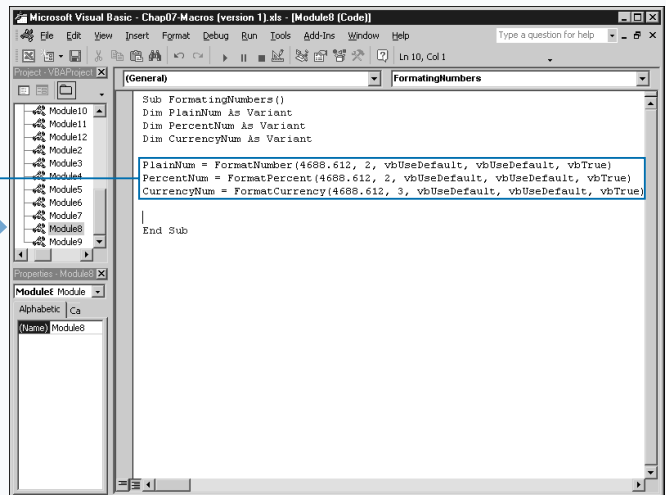 Microsoft Visual Basic - Chap07-Macros (version 1).xls - [Module8 (Code)]
File Edit View Insert Format Debug Run Tools Add-Ins Window Help Type a question for help
Ln 10, Col 1
Project - VBAProject
(General) FormatingNumbers
Module10
Module11
Module12
Module2
Module3
Module4
Module5
Module6
Module7
Module8
Module9
Properties - Module8
Module8 Module
Alphabetic Ca
(Name) Module8
Sub FormatingNumbers()
Dim PlainNum As Variant
Dim PercentNum As Variant
Dim CurrencyNum As Variant
PlainNum = FormatNumber(4688.612, 2, vbUseDefault, vbUseDefault, vbTrue)
PercentNum = FormatPercent(4688.612, 2, vbUseDefault, vbUseDefault, vbTrue)
CurrencyNum = FormatCurrency(4688.612, 3, vbUseDefault, vbUseDefault, vbTrue)
End Sub